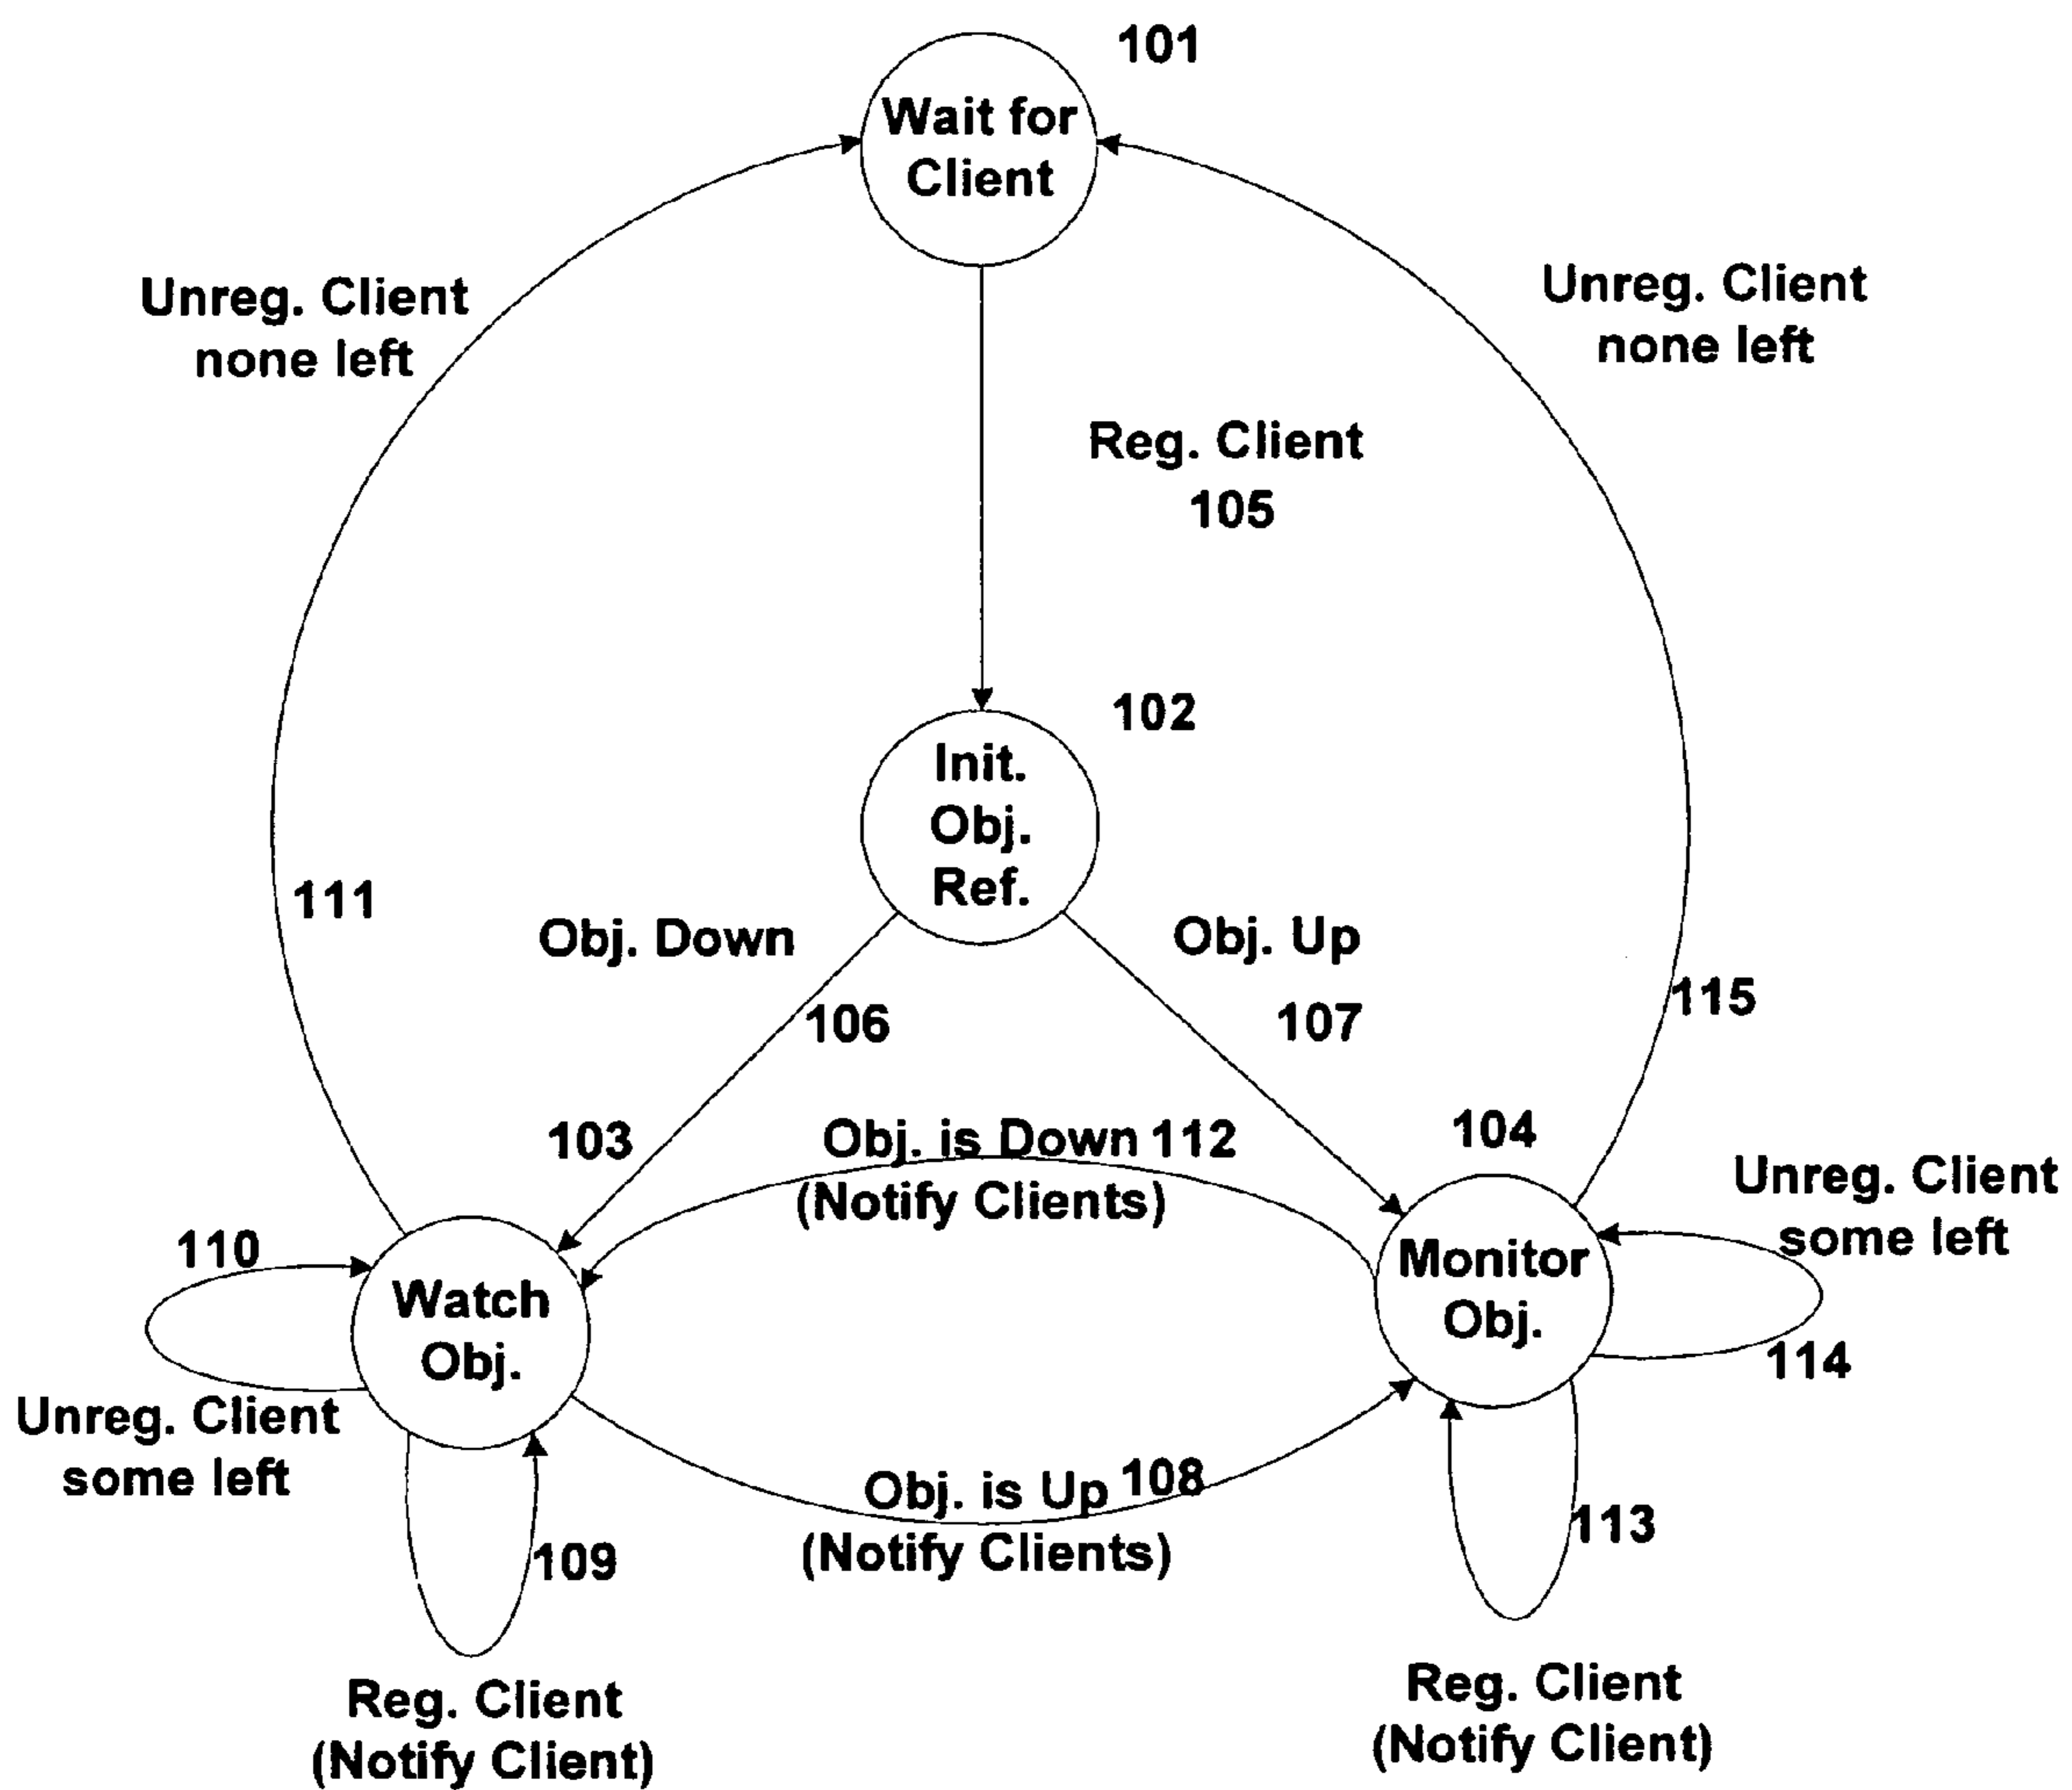 101
Wait for
Client
Unreg. Client
none left
Unreg. Client
none left
Reg. Client
105
102
Init.
Obj.
Ref.
111
Obj. Down
Obj. Up
106
107
115
103
Obj. is Down 112
(Notify Clients)
104
Unreg. Client
some left
110
Watch
Obj.
Monitor
Obj.
114
Unreg. Client
some left
Obj. is Up 108
(Notify Clients)
109
113
Reg. Client
(Notify Client)
Reg. Client
(Notify Client)